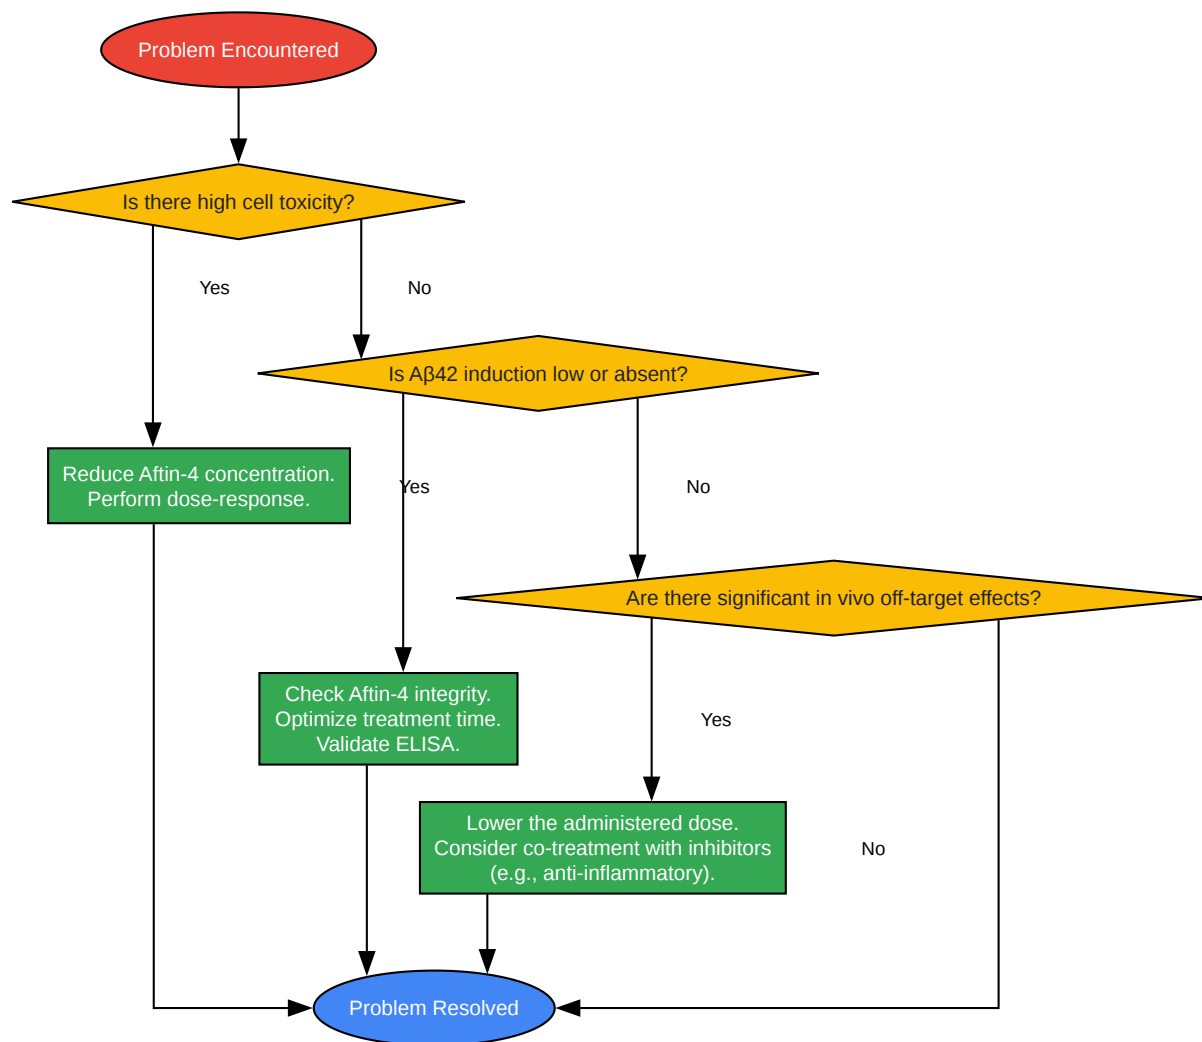 Problem Encountered
Is there high cell toxicity?
Yes
No
Is Aβ42 induction low or absent?
Reduce Aftin-4 concentration.
Perform dose-response.
Yes
No
Are there significant in vivo off-target effects?
Check Aftin-4 integrity.
Optimize treatment time.
Validate ELISA.
Yes
Lower the administered dose.
Consider co-treatment with inhibitors
(e.g., anti-inflammatory).
No
Problem Resolved